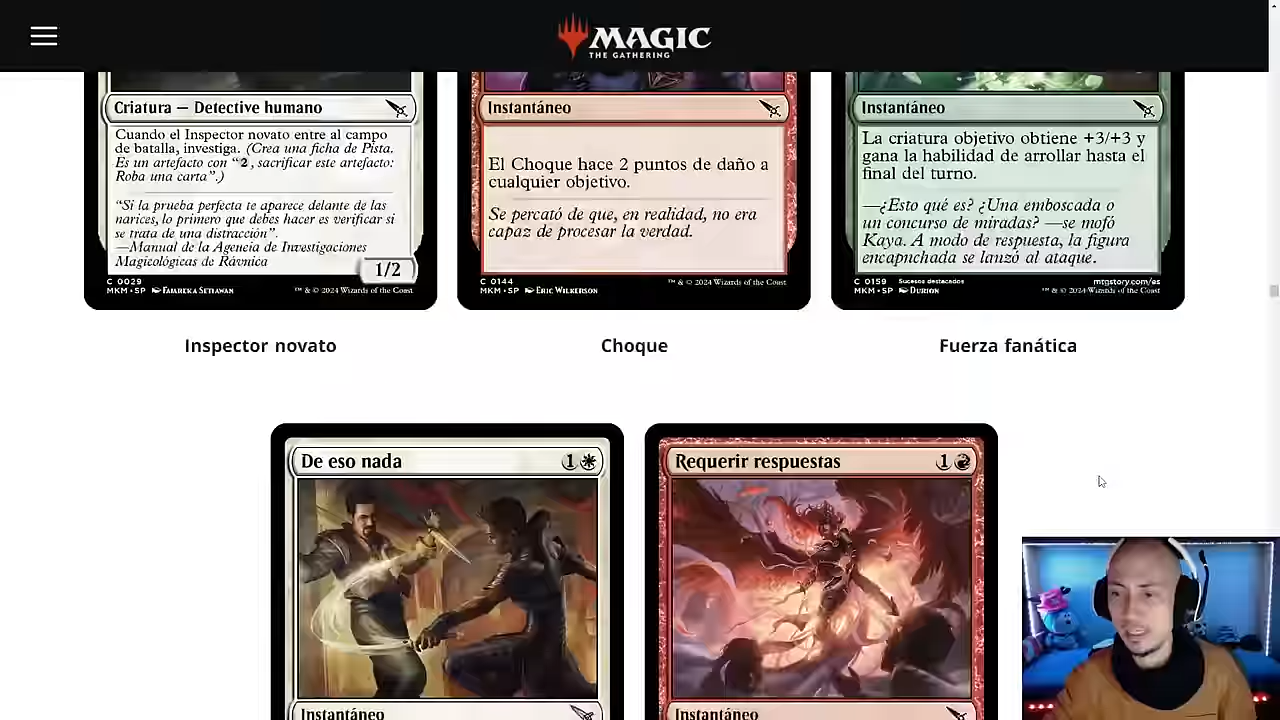 MAGIC
THE GATHERING
Criatura — Detective humano
Cuando el Inspector novato entre al campo
de batalla, investiga. (Crea una ficha de Pista.
Es un artefacto con “2, sacrificar este artefacto:
Roba una carta”.)
“Si la prueba perfecta te aparece delante de las
narices, lo primero que debes hacer es verificar si
se trata de una distracción”.
—Manual de la Agencia de Investigaciones
Magicológicas de Rávnica
1/2
C 0029
MKM • SP
™ & © 2024 Wizards of the Coast
Instantáneo
El Choque hace 2 puntos de daño a
cualquier objetivo.
Se percató de que, en realidad, no era
capaz de procesar la verdad.
C 0144
MKM • SP Eric Wilkerson
™ & © 2024 Wizards of the Coast
Instantáneo
La criatura objetivo obtiene +3/+3 y
gana la habilidad de arrollar hasta el
final del turno.
—¿Esto qué es? ¿Una emboscada o
un concurso de miradas? —se mofó
Kaya. A modo de respuesta, la figura
encapuchada se lanzó al ataque.
C 0159 Sucesos destacados
mtgstory.com/es
MKM • SP Durion
™ & © 2024 Wizards of the Coast
Inspector novato
Choque
Fuerza fanática
De eso nada 1
Requerir respuestas 1
Instantáneo
Instantáneo